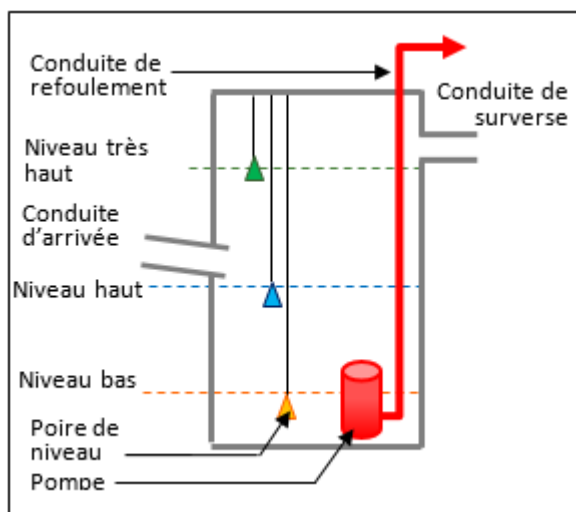 Conduite de
refoulement
Conduite de
surverse
Niveau très
haut
Conduite
d'arrivée
Niveau haut
Niveau bas
Poire de
niveau
Pompe